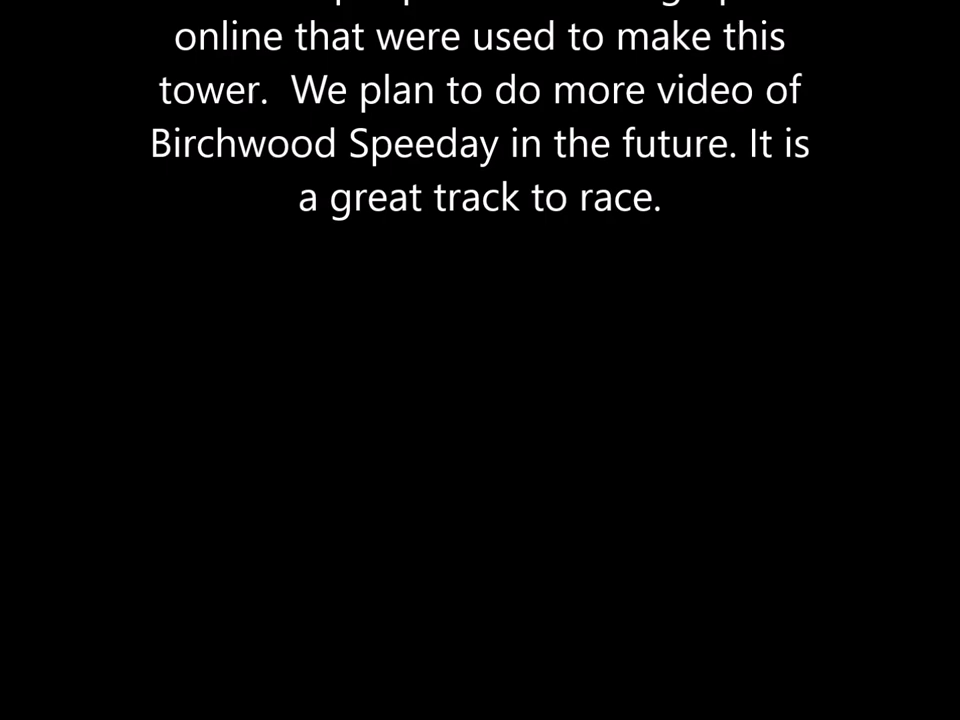 online that were used to make this
tower.  We plan to do more video of
Birchwood Speeday in the future. It is
a great track to race.